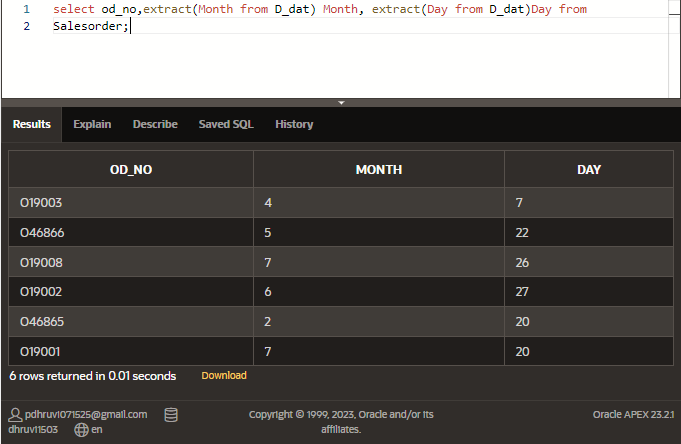 1 select od_no,extract(Month from D_dat) Month, extract(Day from D_dat)Day from
2 Salesorder;
Results Explain Describe Saved SQL History
OD_NO MONTH DAY
O19003 4 7
O46866 5 22
O19008 7 26
O19002 6 27
O46865 2 20
O19001 7 20
6 rows returned in 0.01 seconds Download
pdhruvi071525@gmail.com Copyright © 1999, 2023, Oracle and/or its Oracle APEX 23.2.1
dhruvi1503 en affiliates.